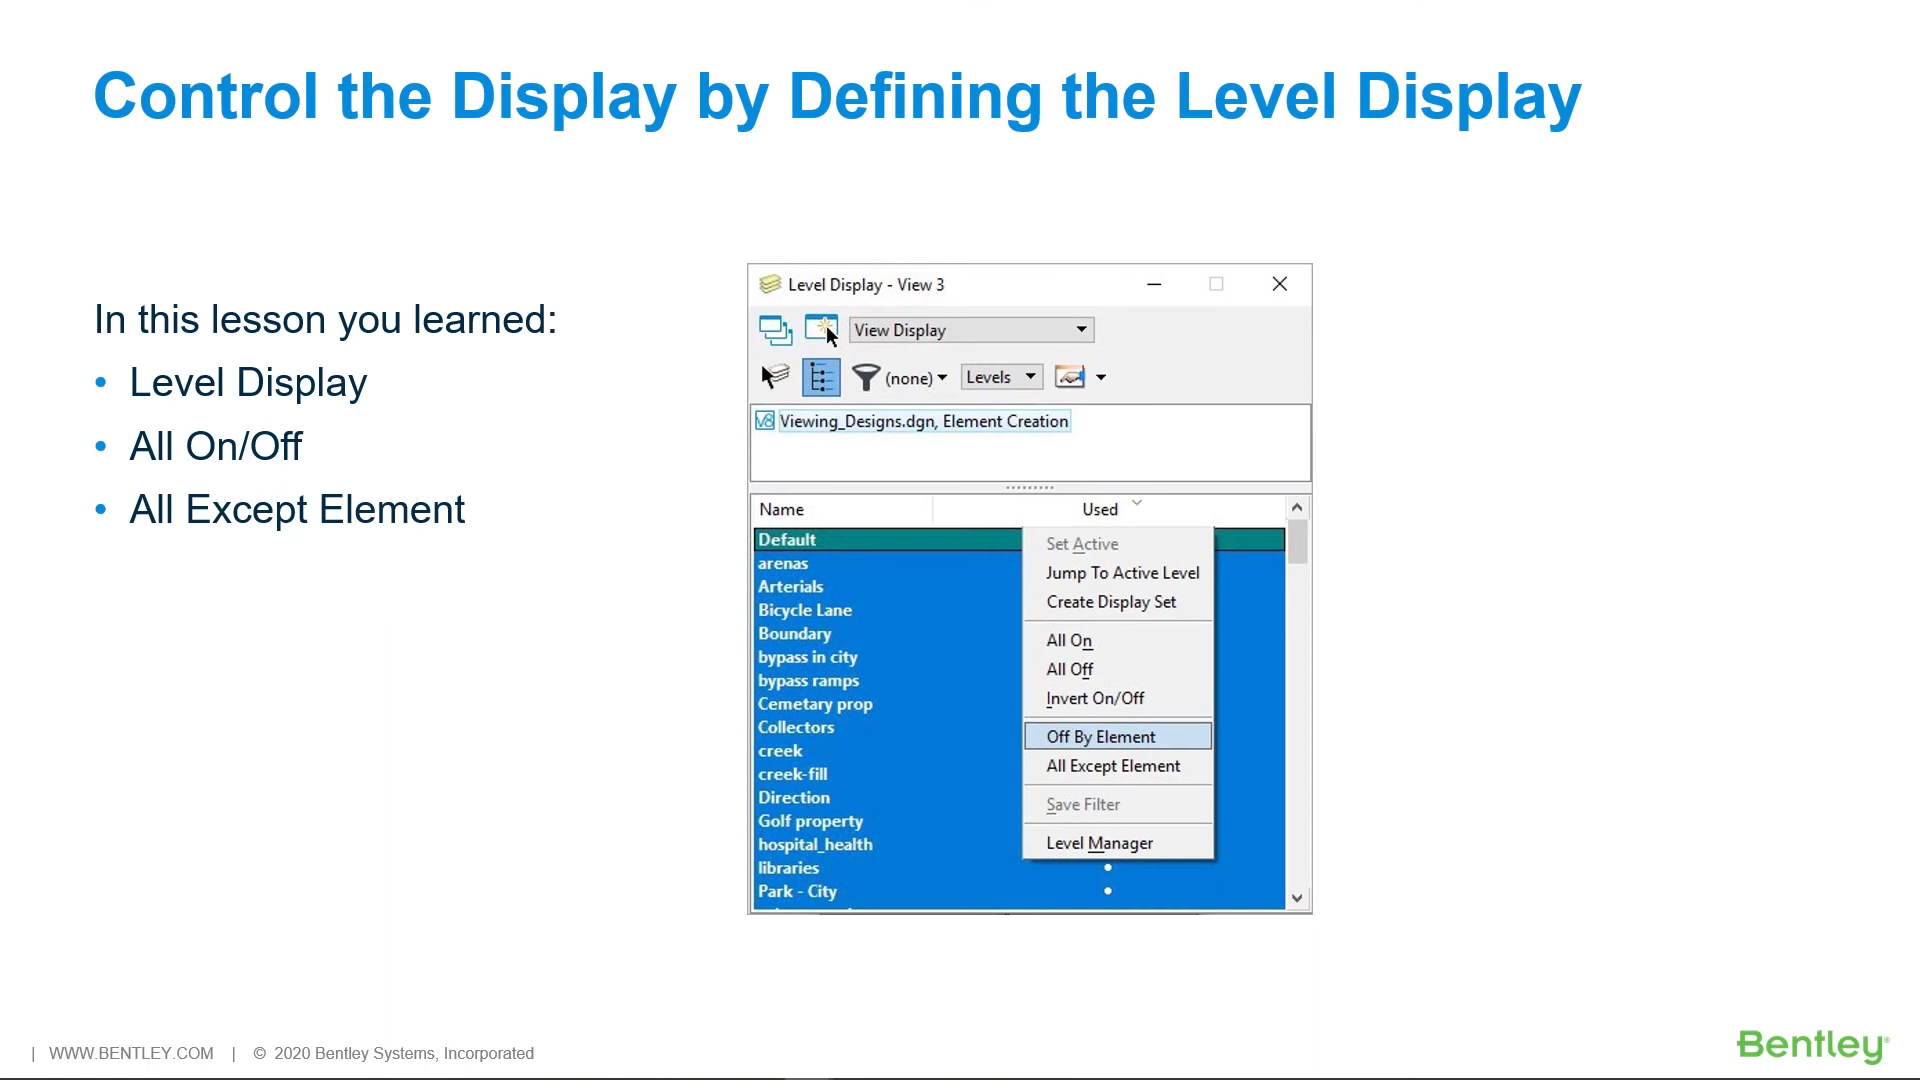 Control the Display by Defining the Level Display
In this lesson you learned:
• Level Display
• All On/Off
• All Except Element
Level Display - View 3
View Display
(none)
Levels
Viewing_Designs.dgn, Element Creation
Name
Used
Default
arenas
Arterials
Bicycle Lane
Boundary
bypass in city
bypass ramps
Cemetary prop
Collectors
creek
creek-fill
Direction
Golf property
hospital_health
libraries
Park - City
Set Active
Jump To Active Level
Create Display Set
All On
All Off
Invert On/Off
Off By Element
All Except Element
Save Filter
Level Manager
| WWW.BENTLEY.COM | © 2020 Bentley Systems, Incorporated
Bentley®